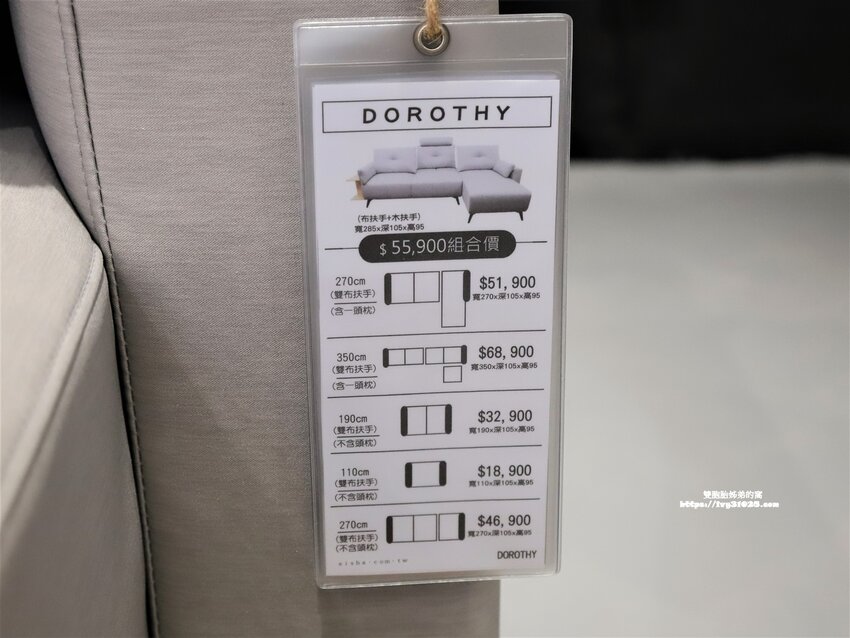 DOROTHY
(布扶手+木扶手)
寬285x深105x高95
$ 55,900組合價
270cm
(雙布扶手)
(含一頭枕)
$51,900
寬270x深105x高95
350cm
(雙布扶手)
(含一頭枕)
$68,900
寬350x深105x高95
190cm
(雙布扶手)
(不含頭枕)
$32,900
寬190x深105x高95
110cm
(雙布扶手)
(不含頭枕)
$18,900
寬110x深105x高95
270cm
(雙布扶手)
(不含頭枕)
$46,900
寬270x深105x高95
aisha.com.tw
DOROTHY
雙胞胎姊弟的窩
https://ivy31025.com